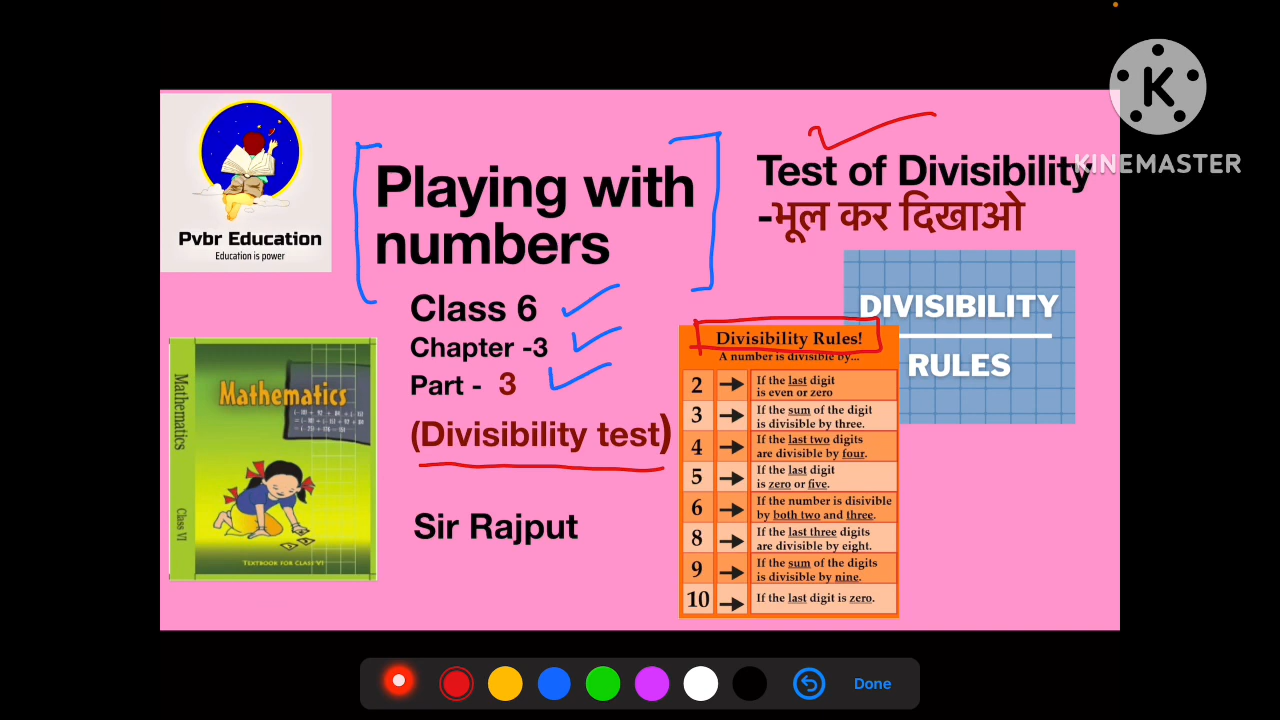 KINEMASTER
Pvbr Education
Education is power
Playing with
numbers
Class 6
Chapter -3
Part - 3
(Divisibility test)
Sir Rajput
Test of Divisibility
-भूल कर दिखाओ
DIVISIBILITY
RULES
Mathematics
Mathematics
Class VI
TEXTBOOK FOR CLASS VI
Divisibility Rules!
A number is divisible by...
2 If the last digit
is even or zero
3 If the sum of the digit
is divisible by three.
4 If the last two digits
are divisible by four.
5 If the last digit
is zero or five.
6 If the number is disivible
by both two and three.
8 If the last three digits
are divisible by eight.
9 If the sum of the digits
is divisible by nine.
10 If the last digit is zero.
Done